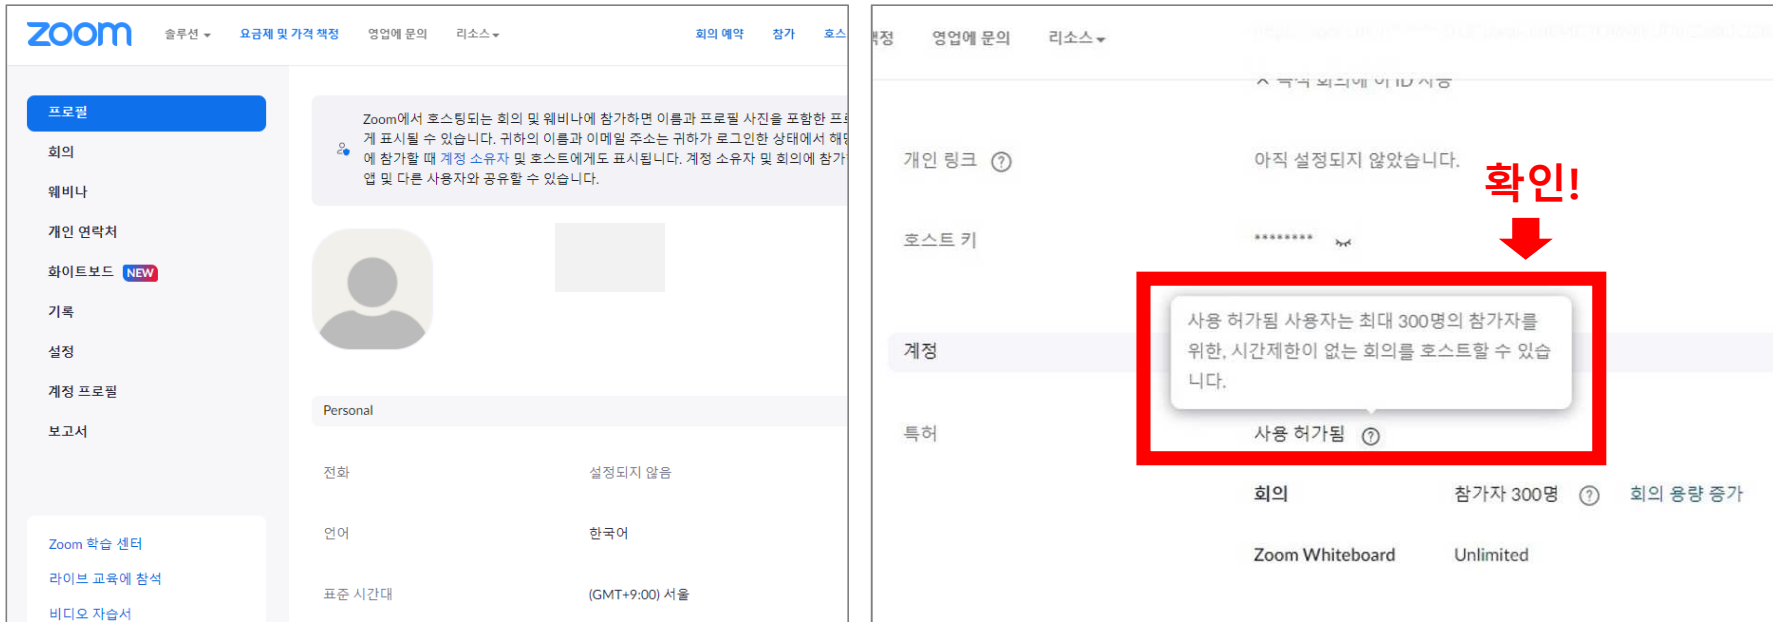 zoom
솔루션
요금제 및 가격 책정
영업에 문의
리소스
회의 예약
참가
호스
프로필
회의
웨비나
개인 연락처
화이트보드 NEW
기록
설정
계정 프로필
보고서
Zoom 학습 센터
라이브 교육에 참석
비디오 자습서
Zoom에서 호스팅되는 회의 및 웨비나에 참가하면 이름과 프로필 사진을 포함한 프로
게 표시될 수 있습니다. 귀하의 이름과 이메일 주소는 귀하가 로그인한 상태에서 해당
에 참가할 때 계정 소유자 및 호스트에게도 표시됩니다. 계정 소유자 및 회의에 참가
앱 및 다른 사용자와 공유할 수 있습니다.
Personal
전화
설정되지 않음
언어
한국어
표준 시간대
(GMT+9:00) 서울
책정
영업에 문의
리소스
개인 링크
아직 설정되지 않았습니다.
확인!
호스트 키
********
사용 허가됨 사용자는 최대 300명의 참가자를
위한, 시간제한이 없는 회의를 호스트할 수 있습
니다.
계정
특허
사용 허가됨
회의
참가자 300명
회의 용량 증가
Zoom Whiteboard
Unlimited